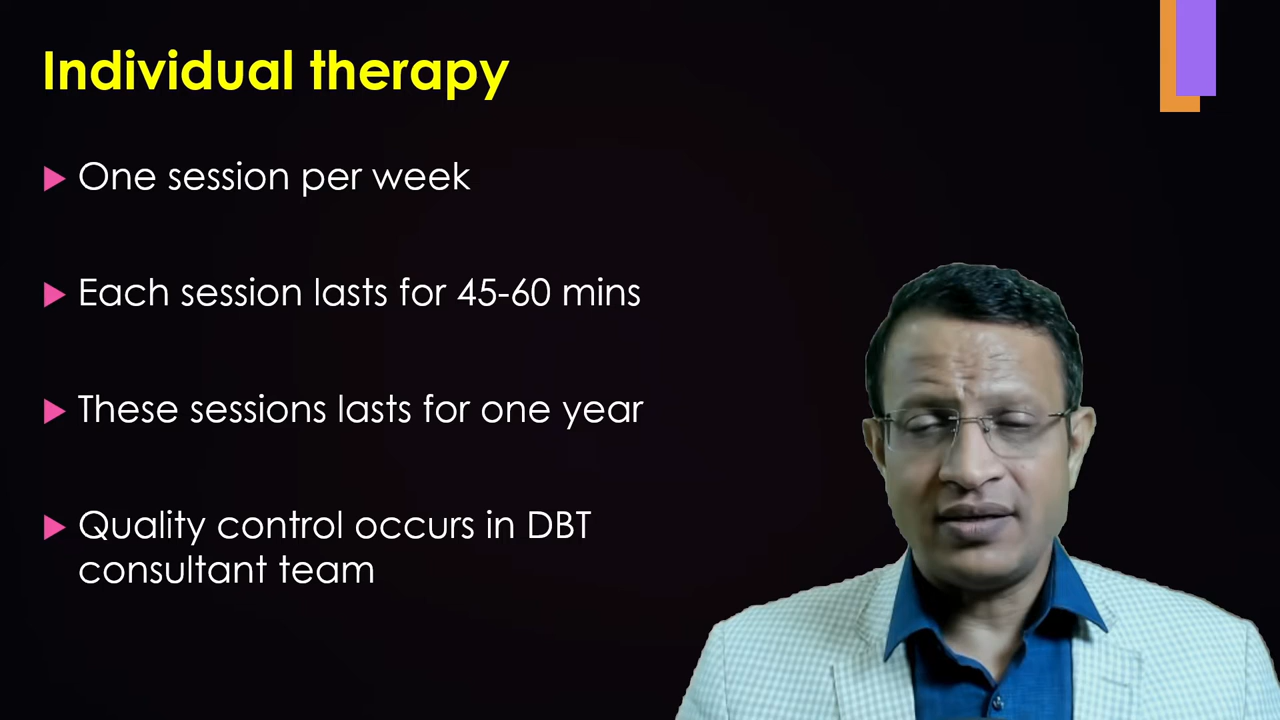 Individual therapy
One session per week
Each session lasts for 45-60 mins
These sessions lasts for one year
Quality control occurs in DBT
consultant team